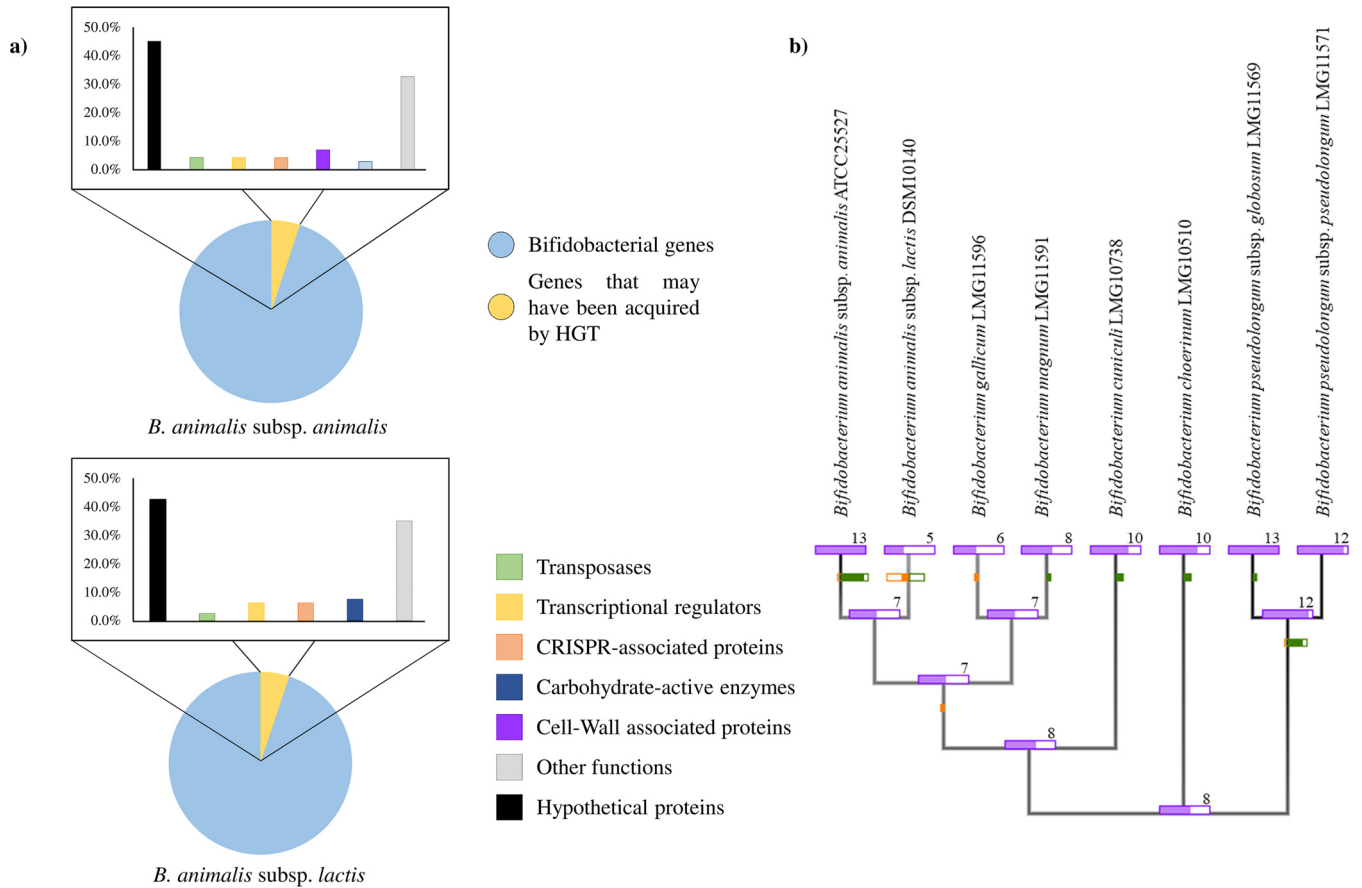 a)
50.0%
40.0%
30.0%
20.0%
10.0%
0.0%
Bifidobacterial genes
Genes that may
have been acquired
by HGT
B. animalis subsp. animalis
50.0%
40.0%
30.0%
20.0%
10.0%
0.0%
Transposases
Transcriptional regulators
CRISPR-associated proteins
Carbohydrate-active enzymes
Cell-Wall associated proteins
Other functions
Hypothetical proteins
B. animalis subsp. lactis
b)
Bifidobacterium animalis subsp. animalis ATCC25527
Bifidobacterium animalis subsp. lactis DSM10140
Bifidobacterium gallicum LMG11596
Bifidobacterium magnum LMG11591
Bifidobacterium cuniculi LMG10738
Bifidobacterium choerinum LMG10510
Bifidobacterium pseudolongum subsp. globosum LMG11569
Bifidobacterium pseudolongum subsp. pseudolongum LMG11571
13 5 6 8 10 10 13 12
7 7 12
7
8
8